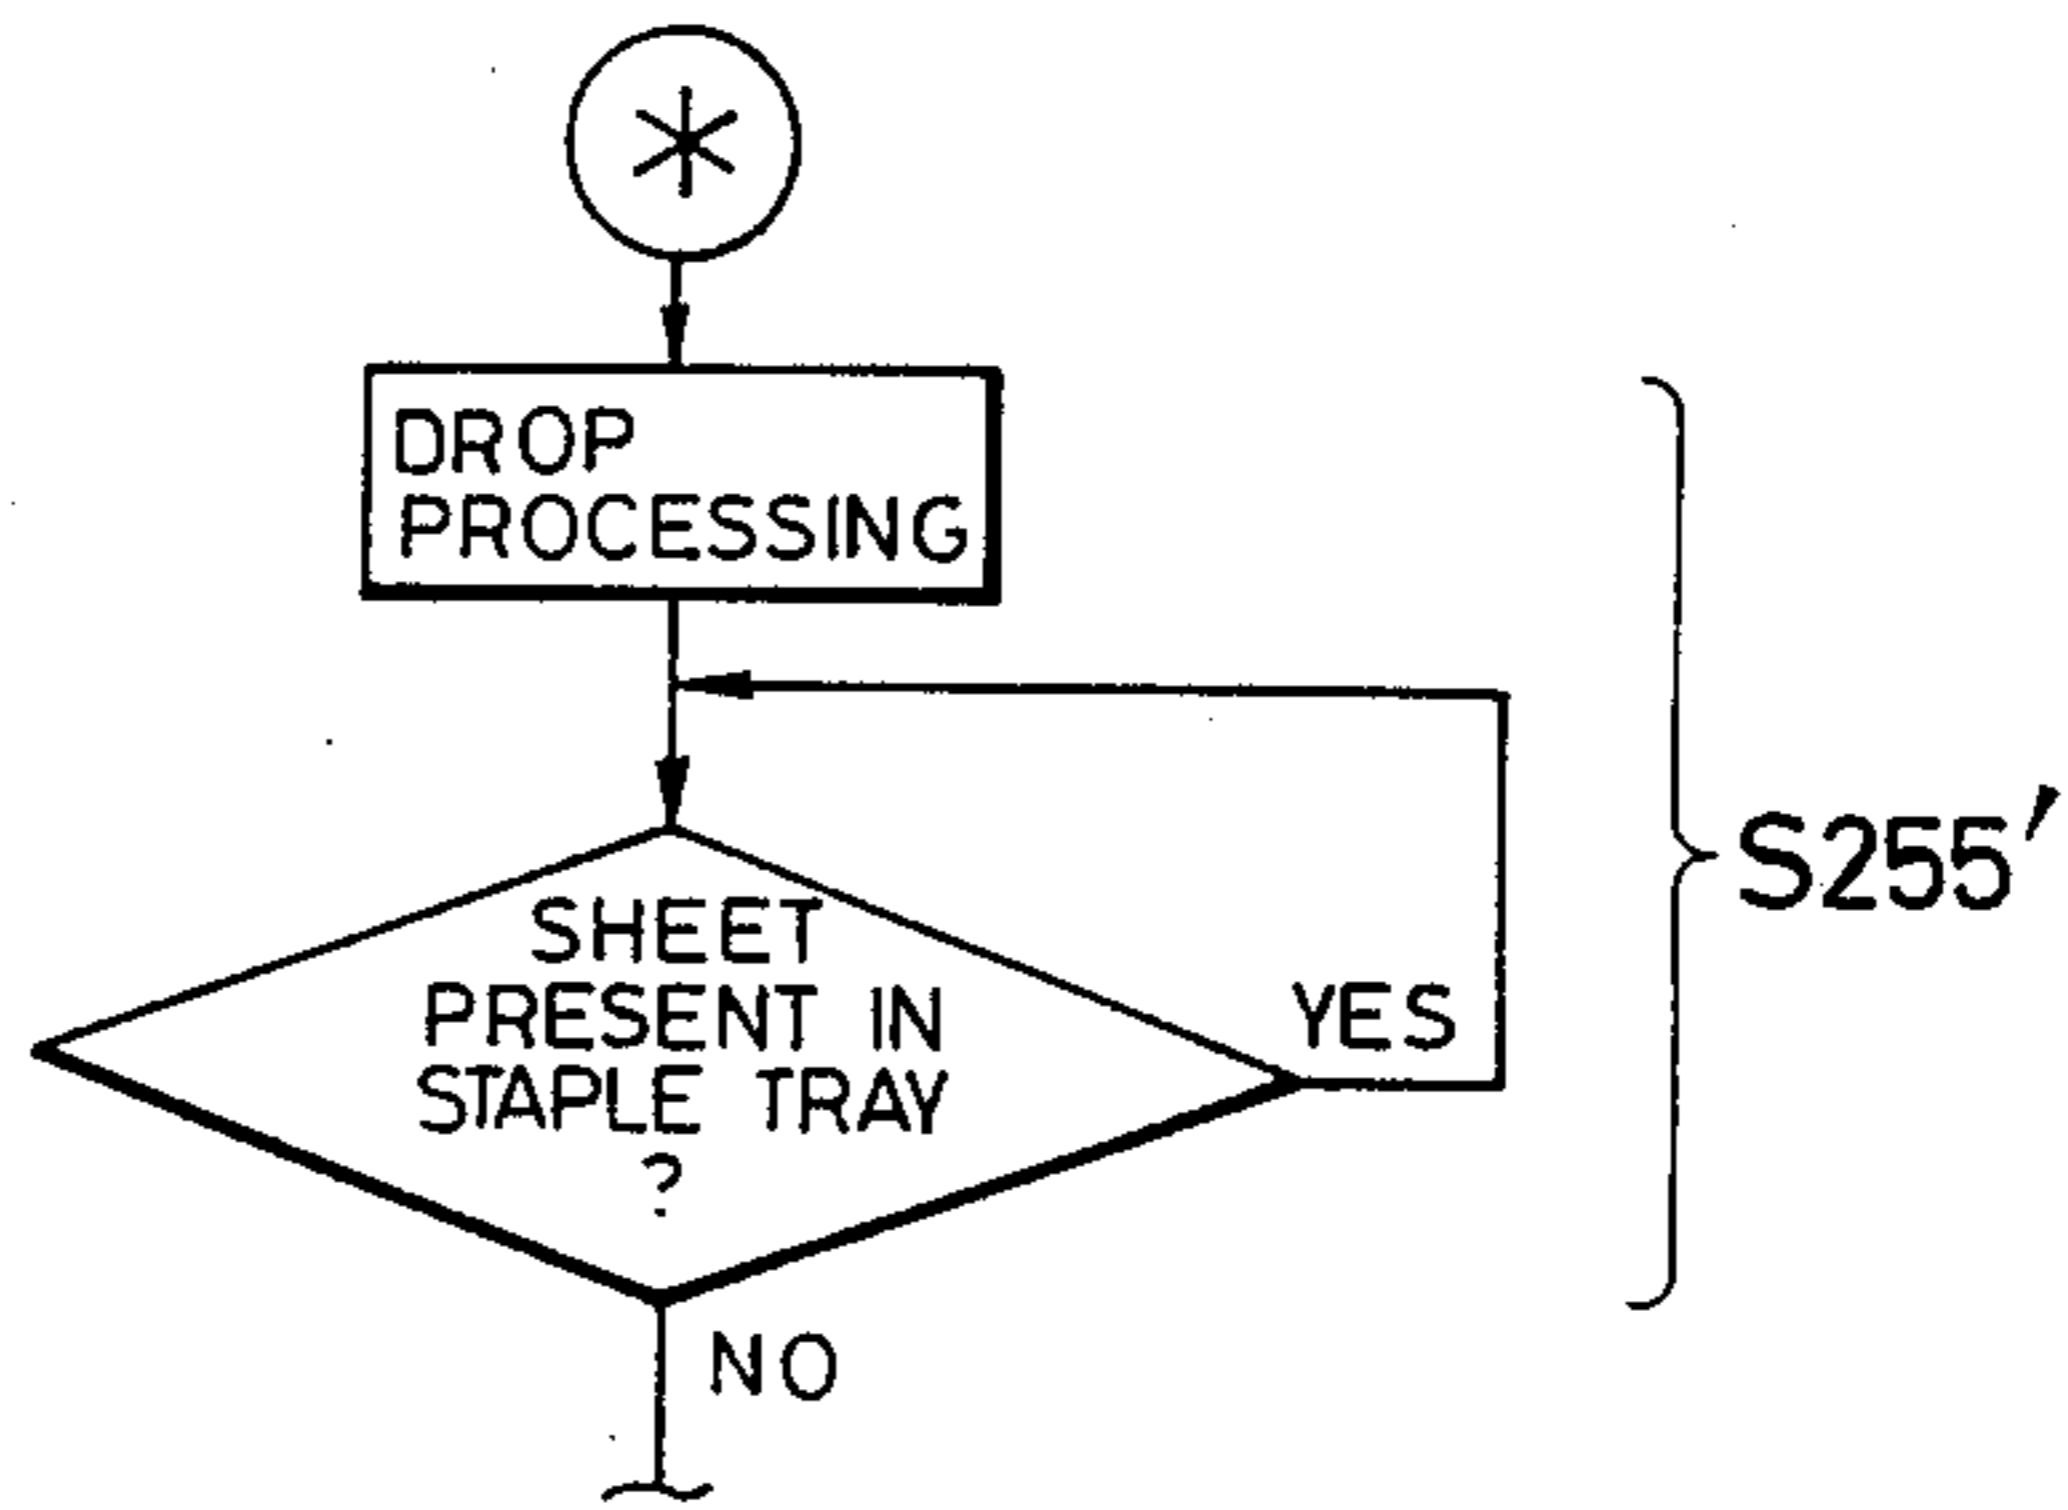 *
DROP
PROCESSING
SHEET
PRESENT IN
STAPLE TRAY
?
YES
NO
S255'